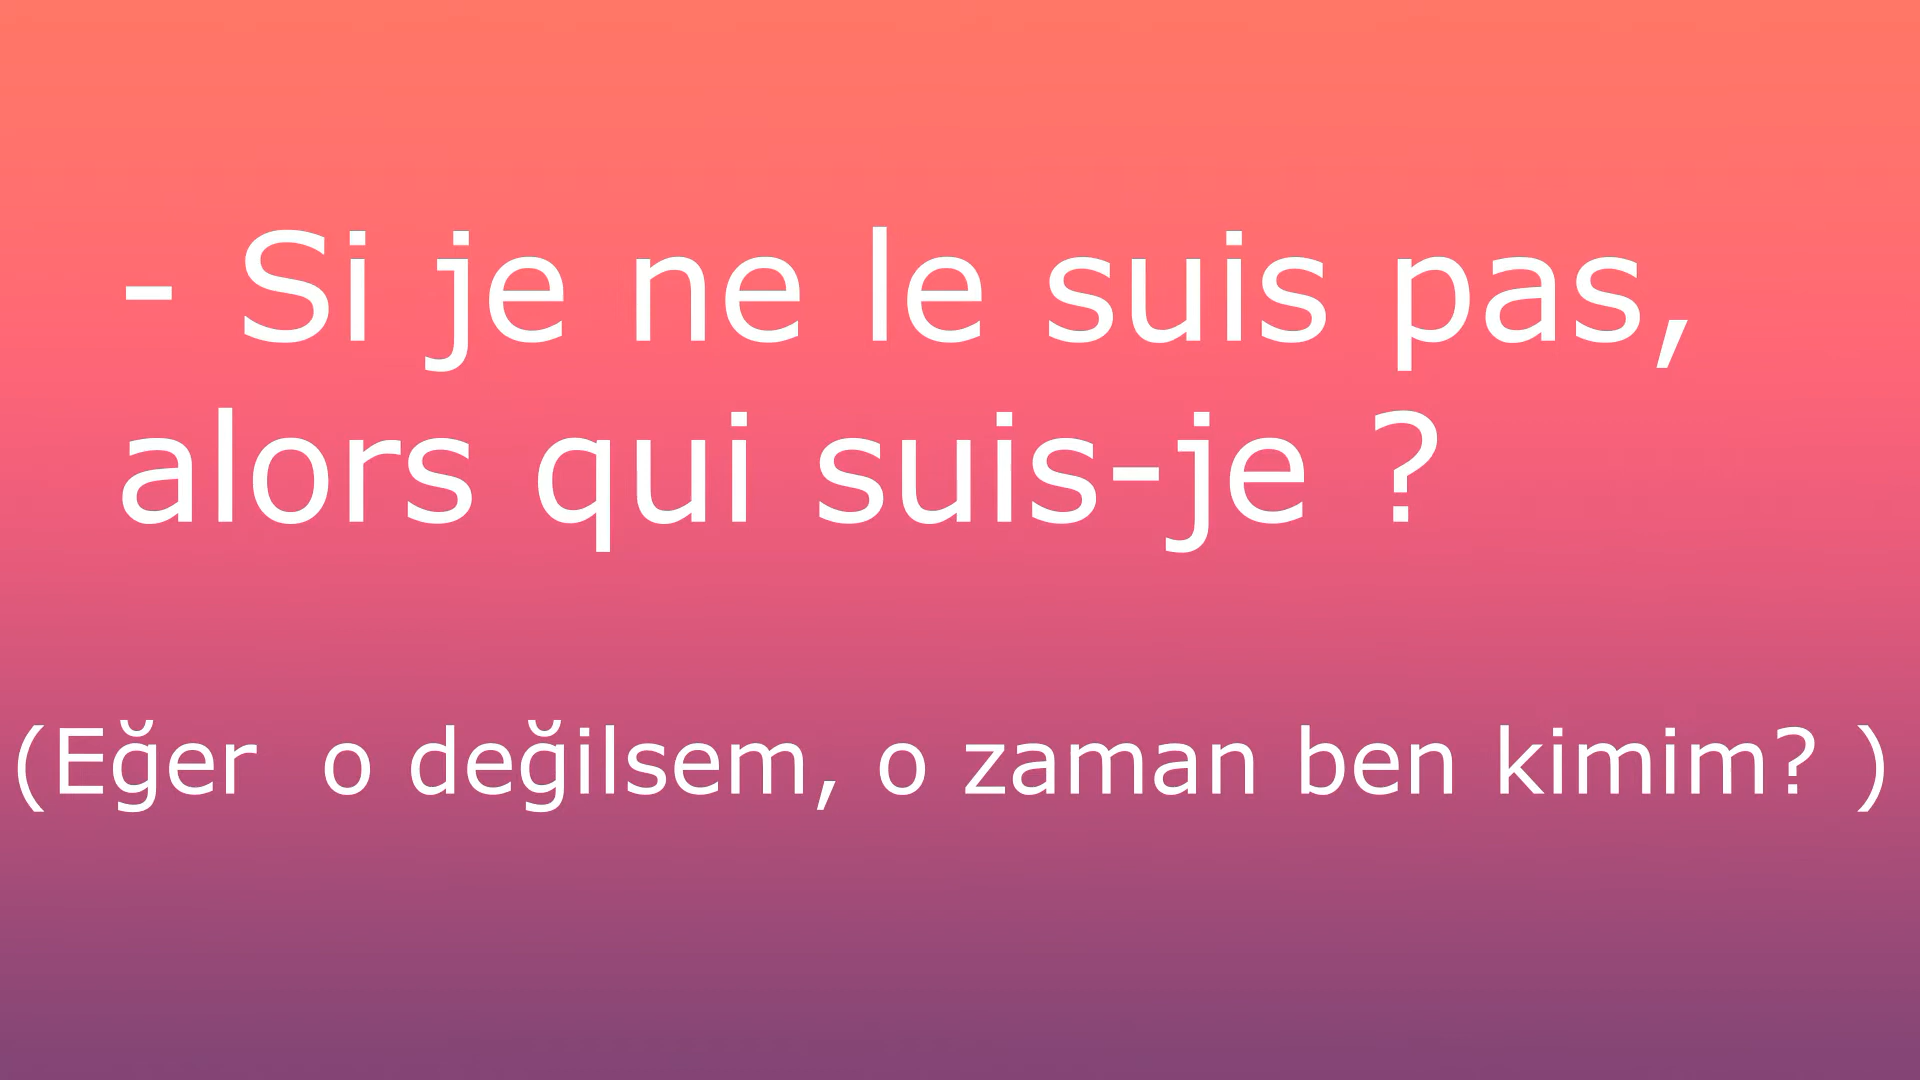 - Si je ne le suis pas,
alors qui suis-je ?
(Eğer  o değilsem, o zaman ben kimim? )